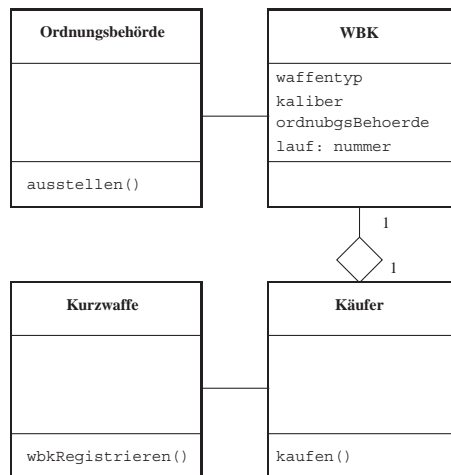 Ordnungsbehörde
ausstellen()
WBK
waffentyp
kaliber
ordnubgsBehoerde
lauf: nummer
1
1
Kurzwaffe
wbkRegistrieren()
Käufer
kaufen()